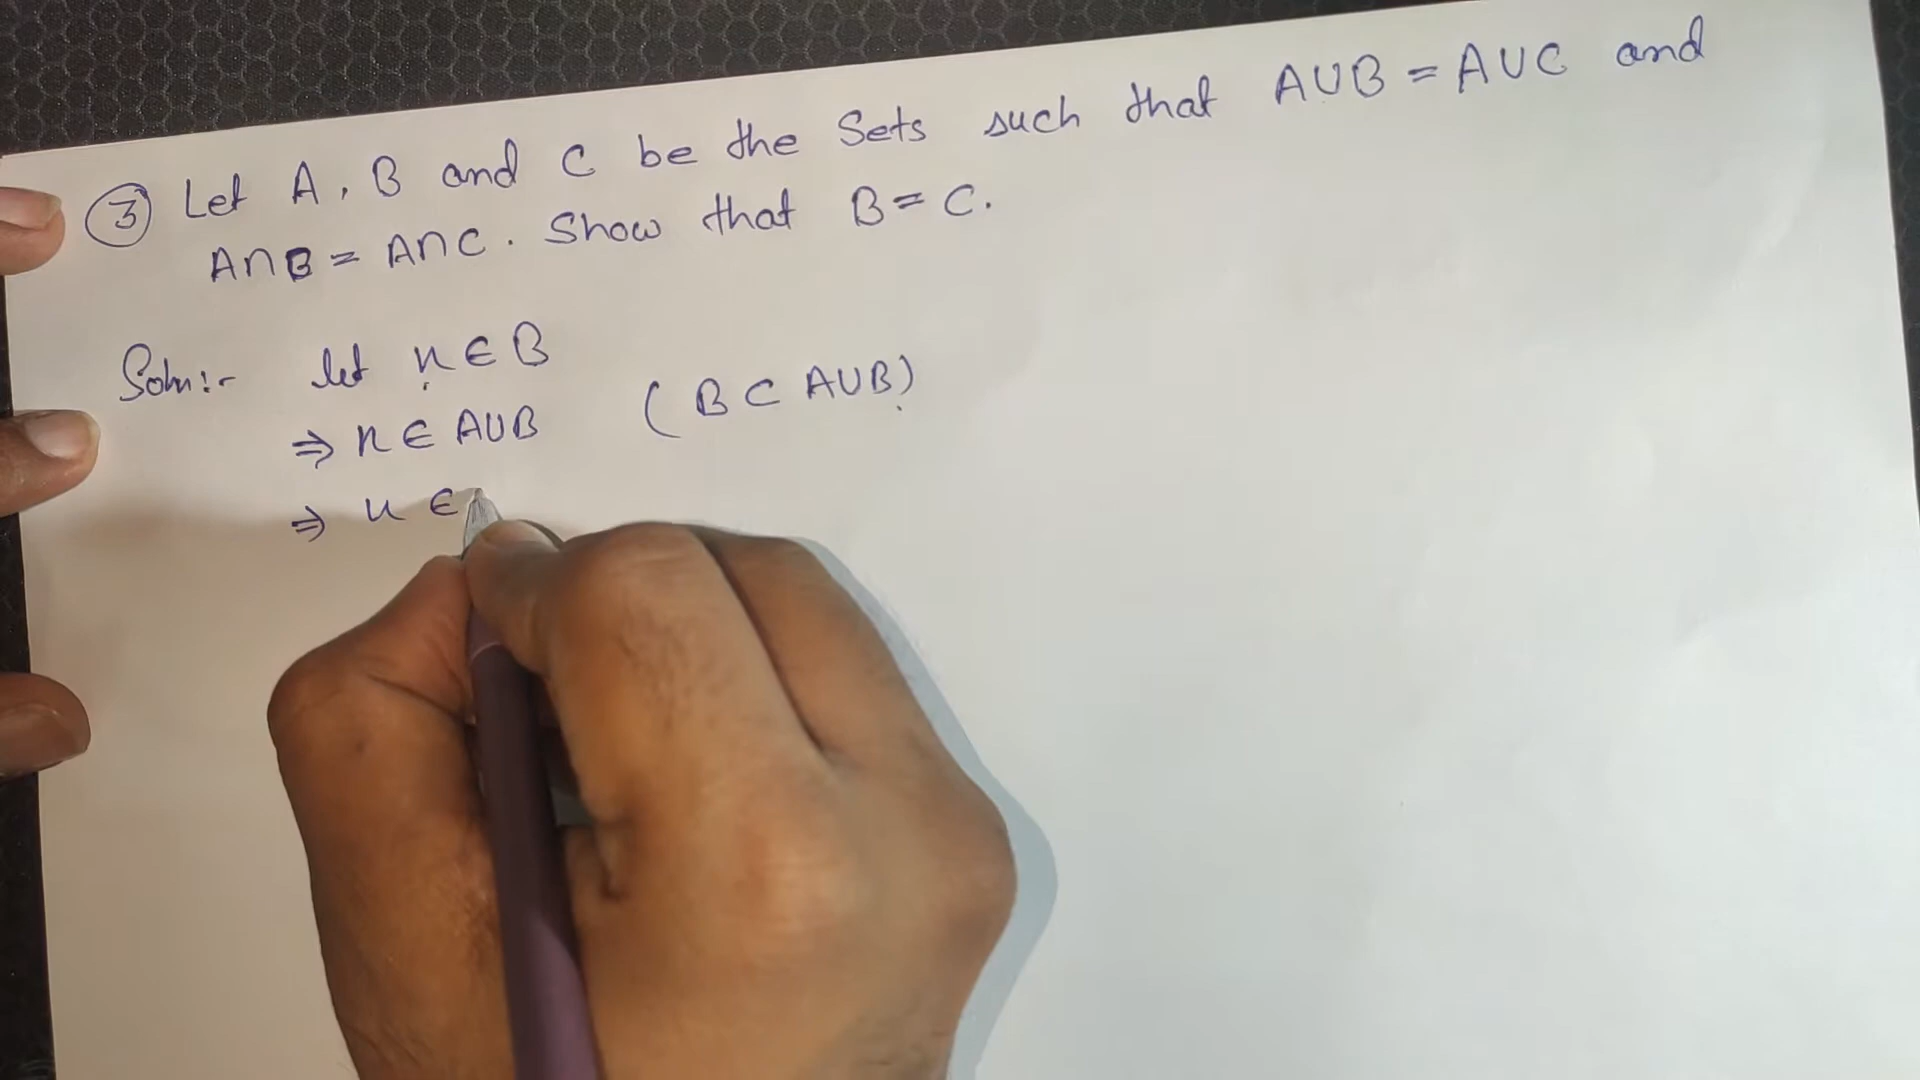 ③ Let A, B and C be the Sets such that A∪B = A∪C and
A∩B = A∩C. Show that B = C.
Soln:- let x ∈ B
⇒ x ∈ A∪B ( B ⊂ A∪B )
⇒ x ∈